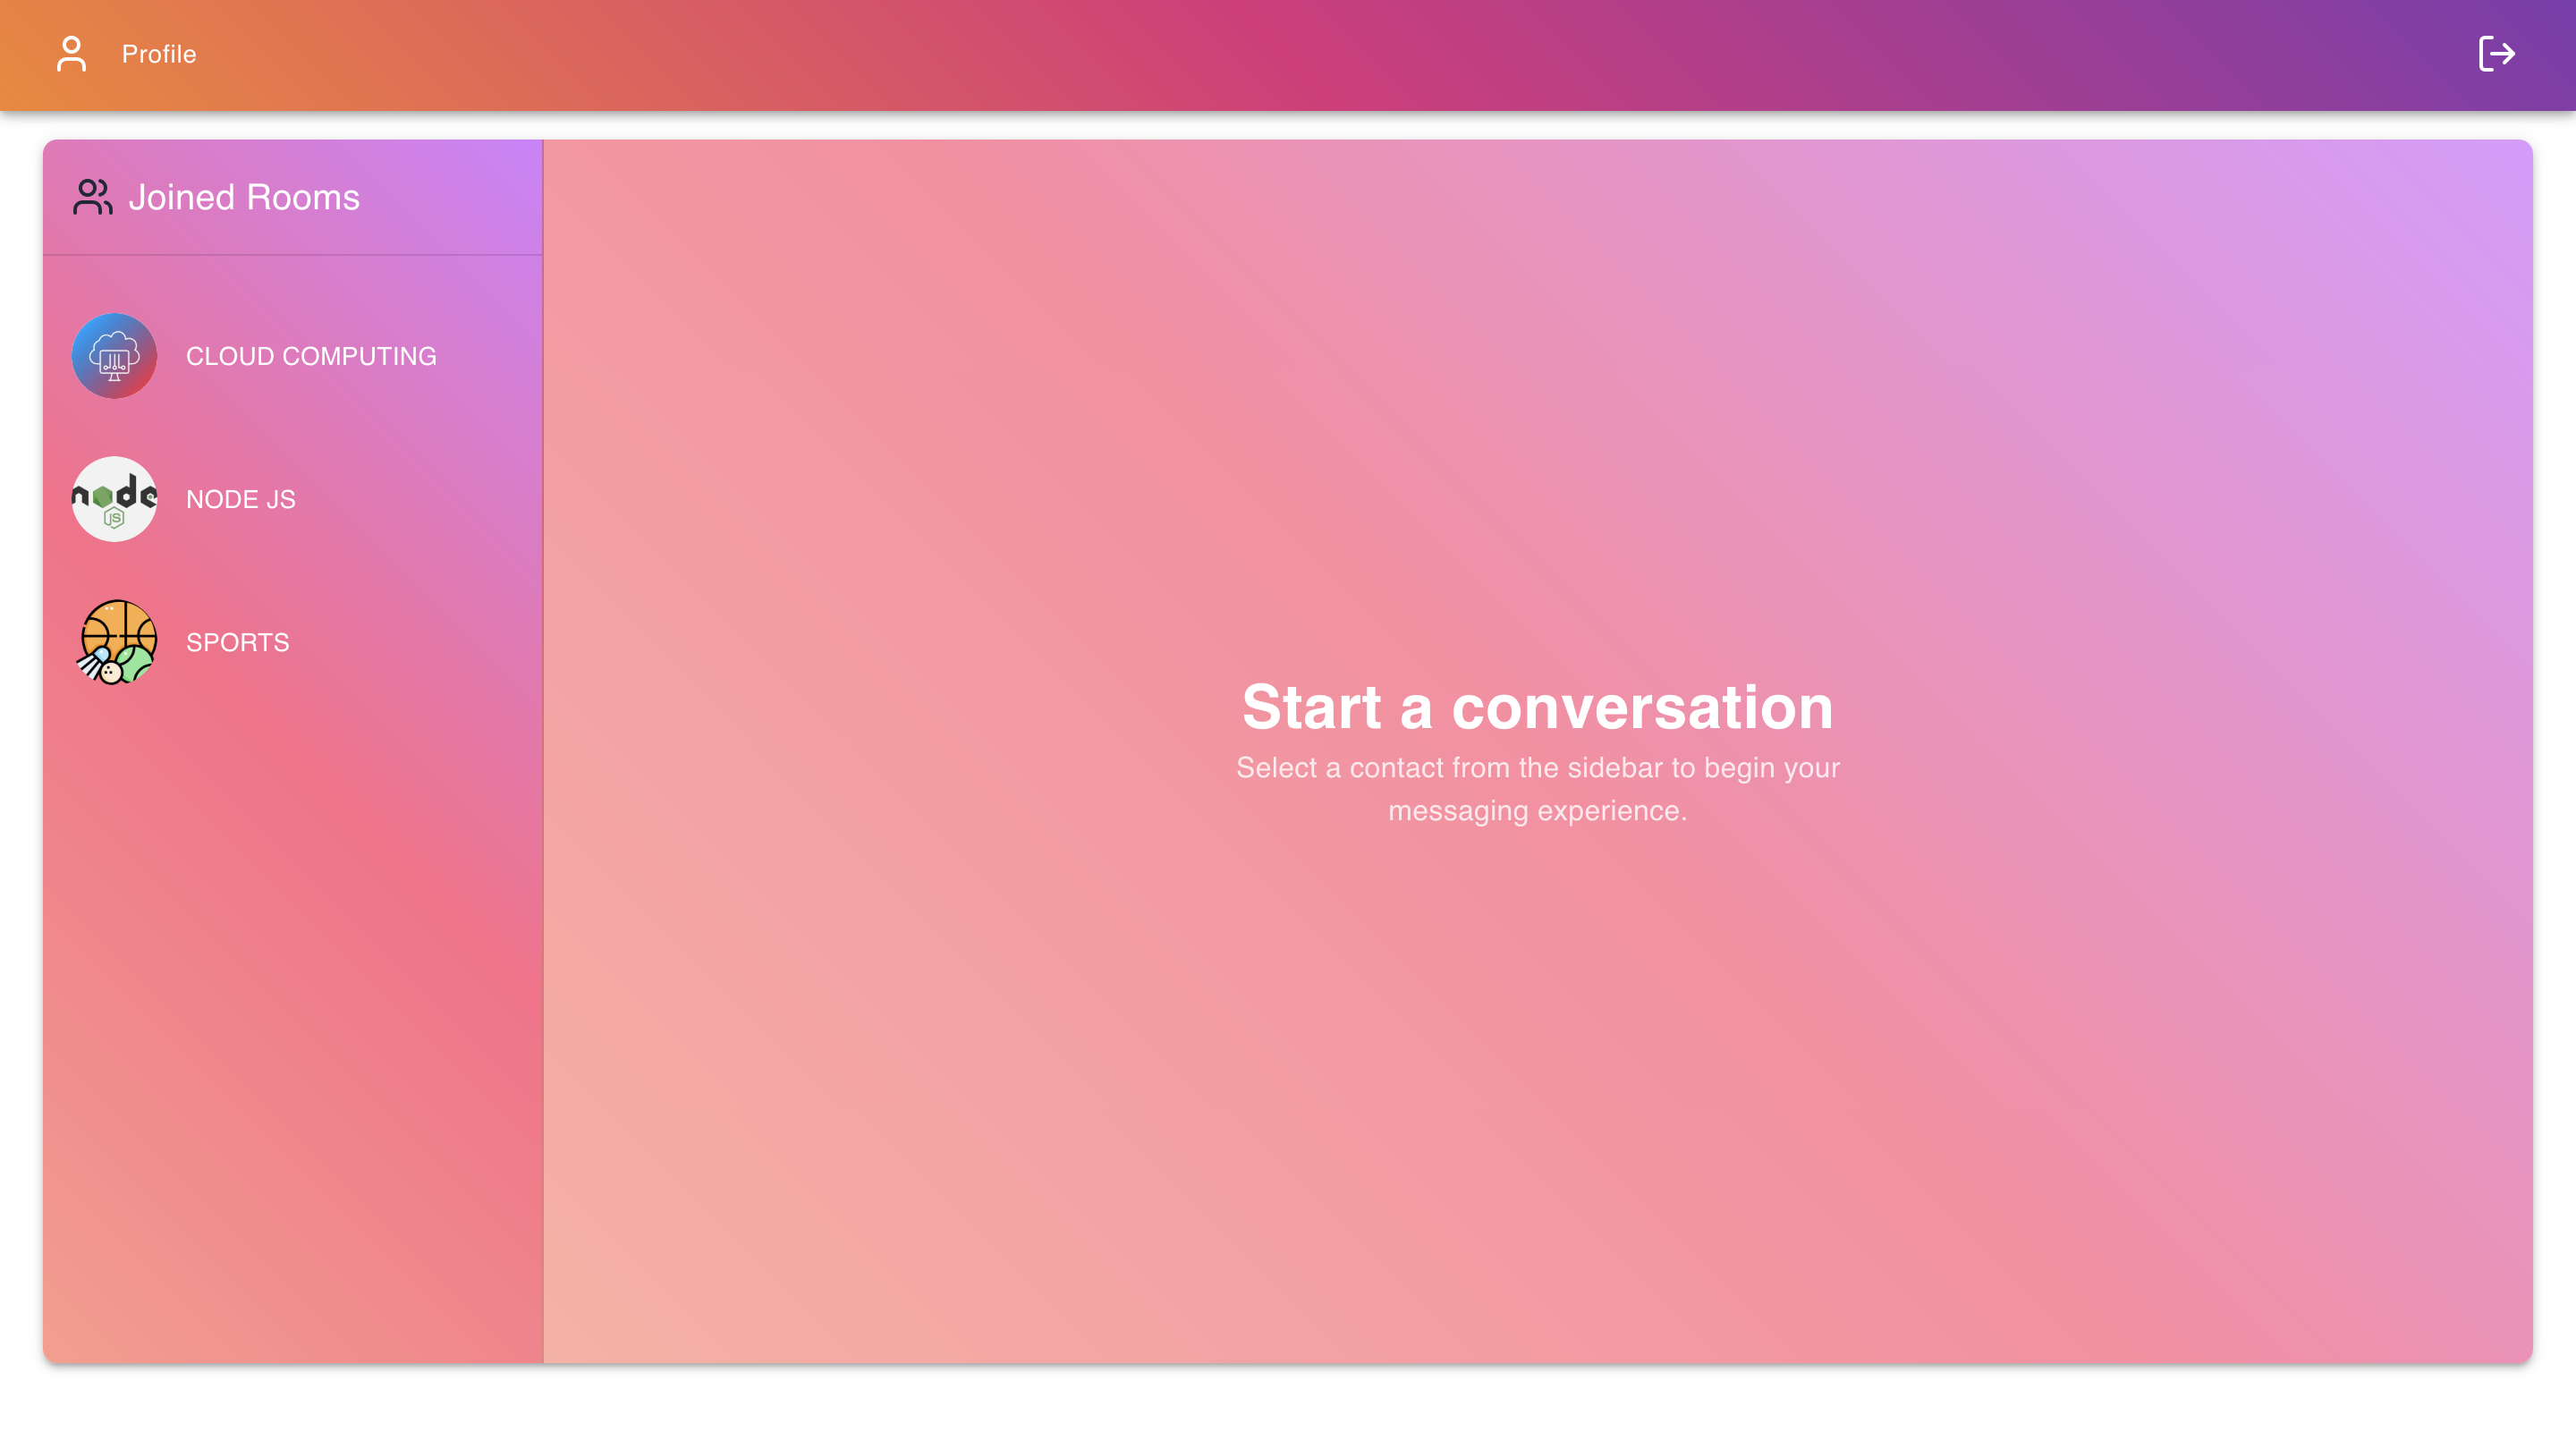 Profile
Joined Rooms
CLOUD COMPUTING
node
JS
NODE JS
SPORTS
Start a conversation
Select a contact from the sidebar to begin your
messaging experience.